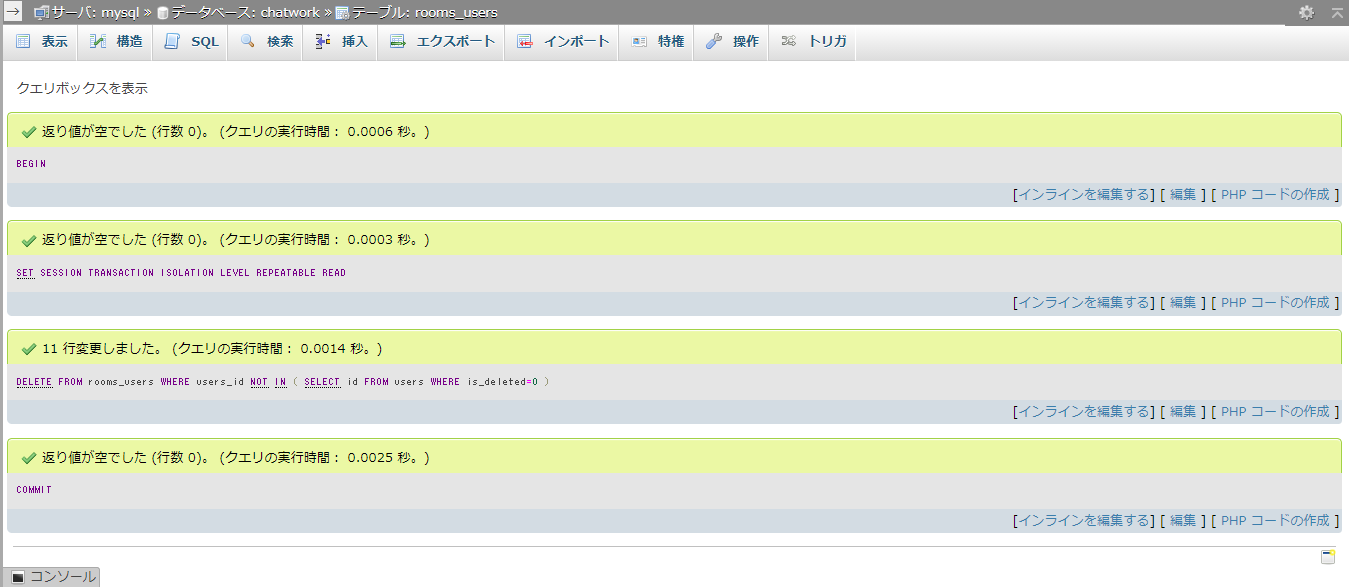 サーバ: mysql » データベース: chatwork » テーブル: rooms_users
表示 構造 SQL 検索 挿入 エクスポート インポート 特権 操作 トリガ
クエリボックスを表示
返り値が空でした (行数 0)。 (クエリの実行時間： 0.0006 秒。)
BEGIN
[インラインを編集する] [ 編集 ] [ PHP コードの作成 ]
返り値が空でした (行数 0)。 (クエリの実行時間： 0.0003 秒。)
SET SESSION TRANSACTION ISOLATION LEVEL REPEATABLE READ
[インラインを編集する] [ 編集 ] [ PHP コードの作成 ]
11 行変更しました。 (クエリの実行時間： 0.0014 秒。)
DELETE FROM rooms_users WHERE users_id NOT IN ( SELECT id FROM users WHERE is_deleted=0 )
[インラインを編集する] [ 編集 ] [ PHP コードの作成 ]
返り値が空でした (行数 0)。 (クエリの実行時間： 0.0025 秒。)
COMMIT
[インラインを編集する] [ 編集 ] [ PHP コードの作成 ]
コンソール